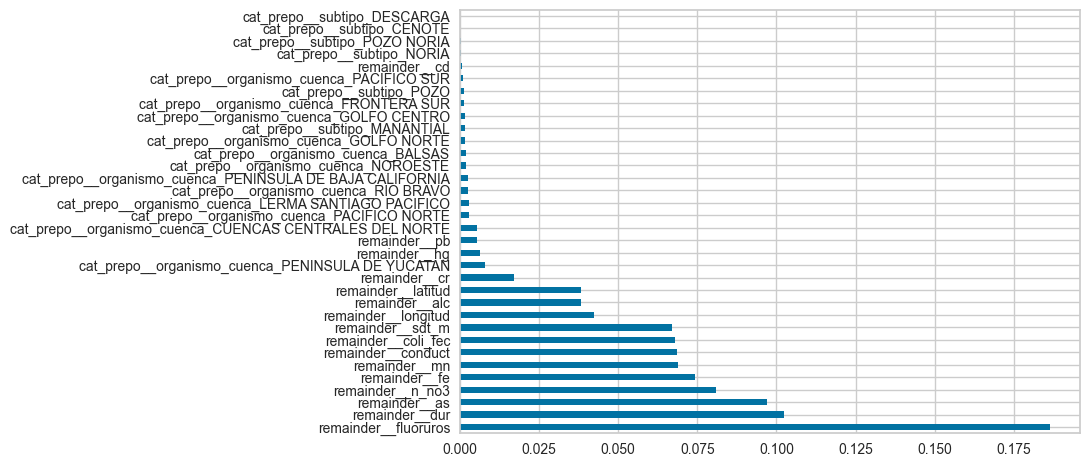 cat_prepo__subtipo_DESCARGA
cat_prepo__subtipo_CENOTE
cat_prepo__subtipo_POZO NORIA
cat_prepo__subtipo_NORIA
remainder__cd
cat_prepo__organismo_cuenca_PACIFICO SUR
cat_prepo__subtipo_POZO
cat_prepo__organismo_cuenca_FRONTERA SUR
cat_prepo__organismo_cuenca_GOLFO CENTRO
cat_prepo__subtipo_MANANTIAL
cat_prepo__organismo_cuenca_GOLFO NORTE
cat_prepo__organismo_cuenca_BALSAS
cat_prepo__organismo_cuenca_NOROESTE
cat_prepo__organismo_cuenca_PENINSULA DE BAJA CALIFORNIA
cat_prepo__organismo_cuenca_RIO BRAVO
cat_prepo__organismo_cuenca_LERMA SANTIAGO PACIFICO
cat_prepo__organismo_cuenca_PACIFICO NORTE
cat_prepo__organismo_cuenca_CUENCAS CENTRALES DEL NORTE
remainder__pb
remainder__hg
cat_prepo__organismo_cuenca_PENINSULA DE YUCATAN
remainder__cr
remainder__latitud
remainder__alc
remainder__longitud
remainder__sdt_m
remainder__coli_fec
remainder__conduct
remainder__mn
remainder__fe
remainder__n_no3
remainder__as
remainder__dur
remainder__fluoruros
0.000 0.025 0.050 0.075 0.100 0.125 0.150 0.175